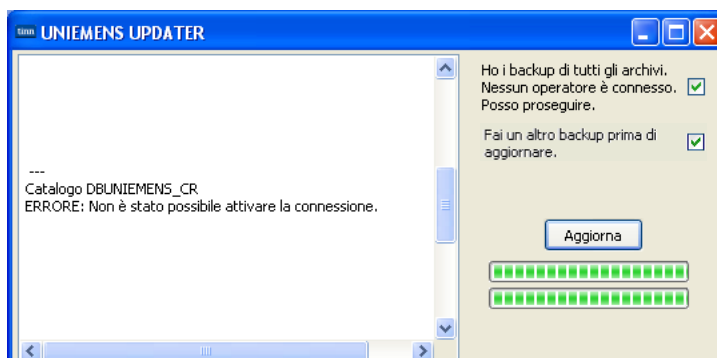 tinn UNIEMENS UPDATER
---
Catalogo DBUNIEMENS_CR
ERRORE: Non è stato possibile attivare la connessione.
Ho i backup di tutti gli archivi.
Nessun operatore è connesso.
Posso proseguire.
Fai un altro backup prima di
aggiornare.
Aggiorna